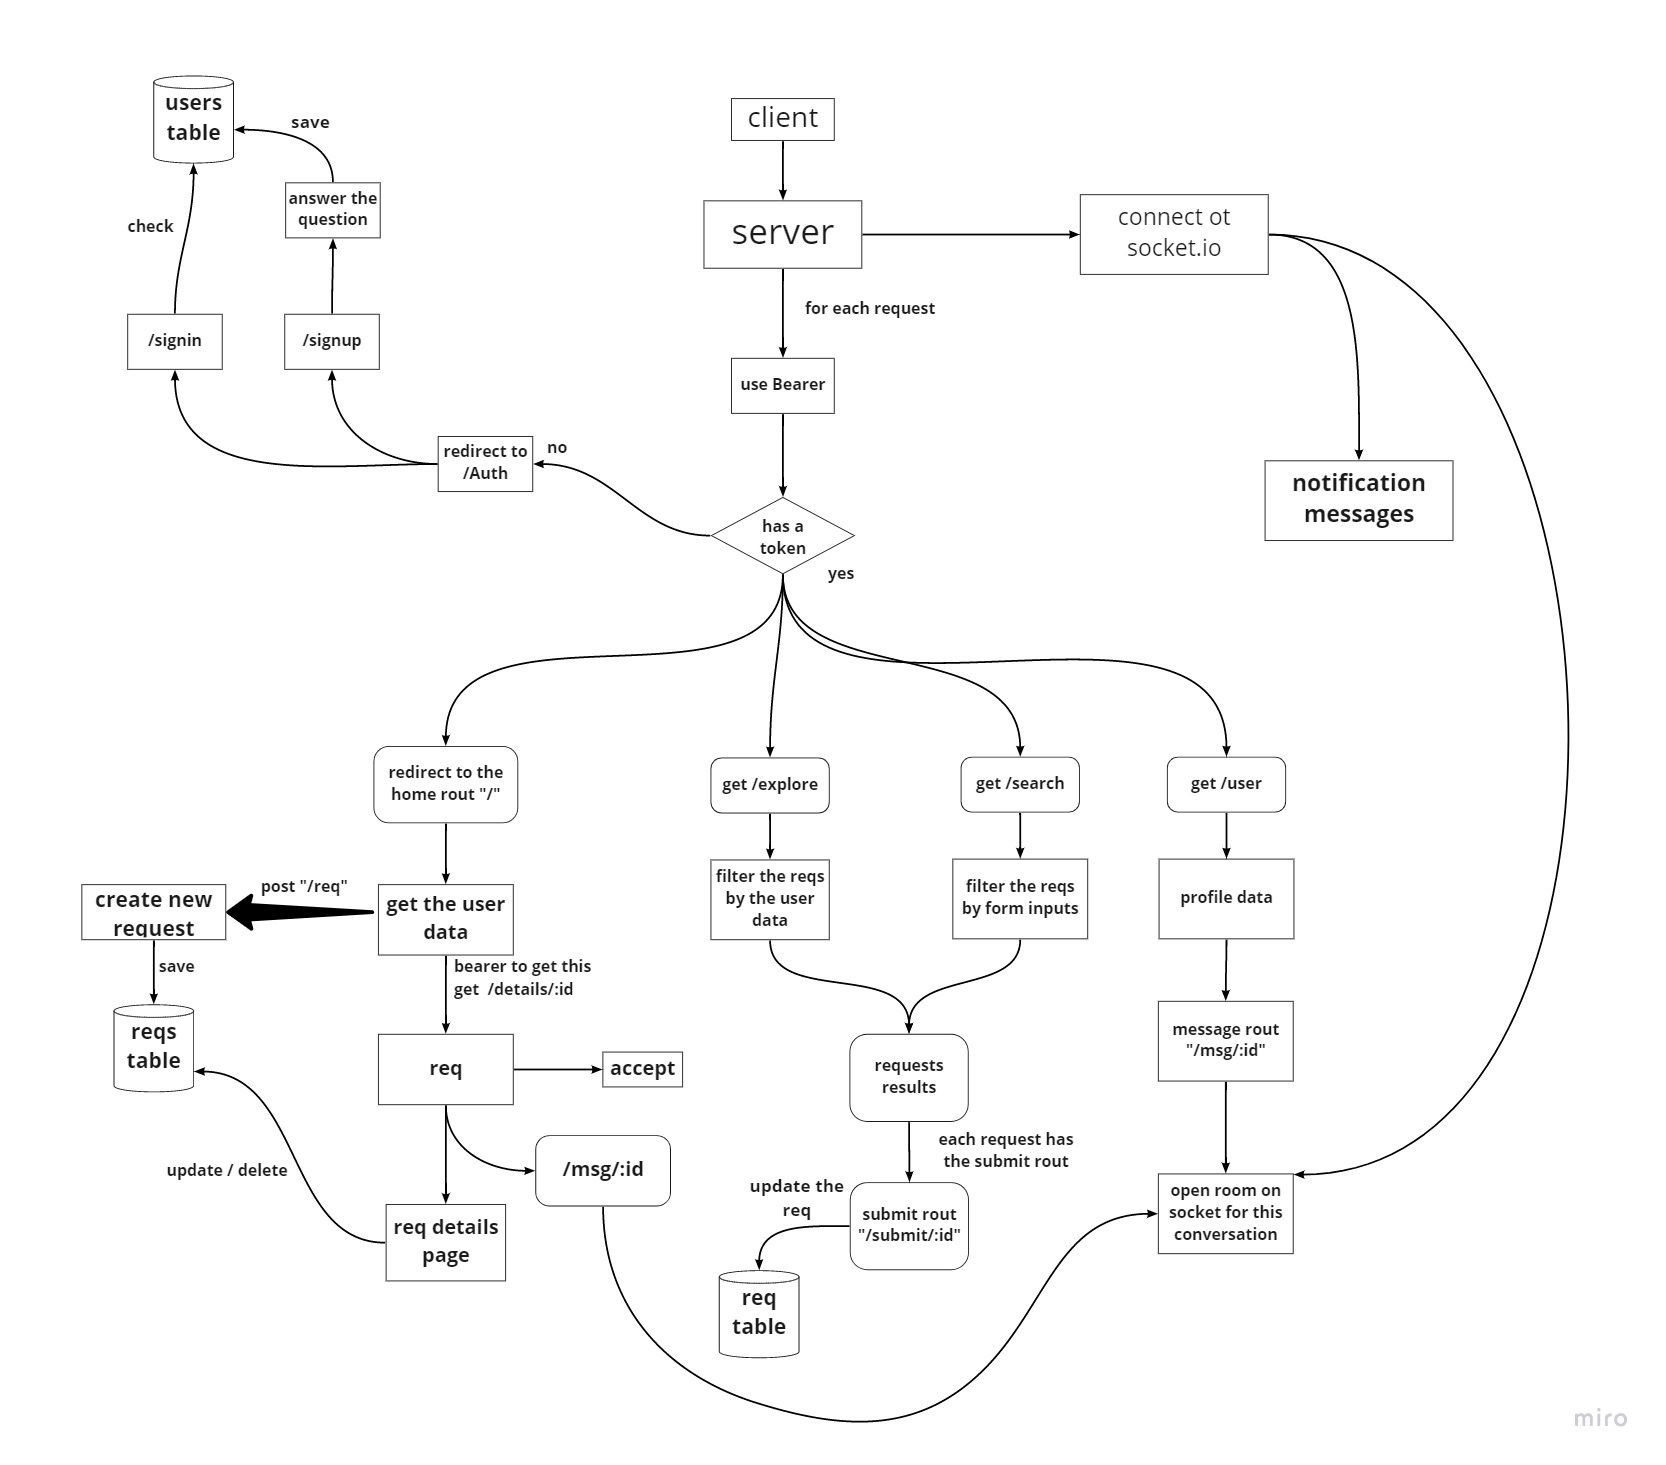 users
table
save
client
answer the
question
check
server
connect ot
socket.io
for each request
/signin
/signup
use Bearer
redirect to
/Auth
no
notification
messages
has a
token
yes
redirect to the
home rout "/"
get /explore
get /search
get /user
post "/req"
create new
request
get the user
data
filter the reqs
by the user
data
filter the reqs
by form inputs
profile data
save
bearer to get this
get /details/:id
reqs
table
req
accept
requests
results
message rout
"/msg/:id"
each request has
the submit rout
update / delete
/msg/:id
update the
req
submit rout
"/submit/:id"
open room on
socket for this
conversation
req details
page
req
table
miro